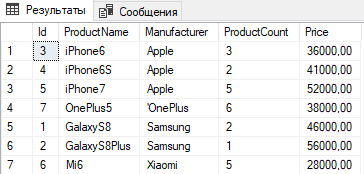 Результаты Сообщения
Id ProductName Manufacturer ProductCount Price
1 3 iPhone6 Apple 3 36000,00
2 4 iPhone6S Apple 2 41000,00
3 5 iPhone7 Apple 5 52000,00
4 7 OnePlus5 'OnePlus 6 38000,00
5 1 GalaxyS8 Samsung 2 46000,00
6 2 GalaxyS8Plus Samsung 1 56000,00
7 6 Mi6 Xiaomi 5 28000,00